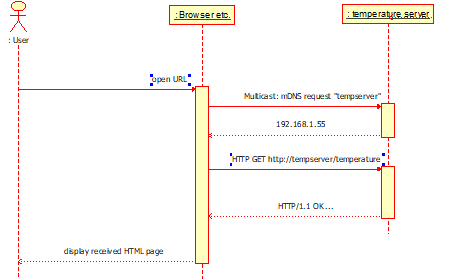 : Browser etc.
: temperature server
: User
open URL
Multicast: mDNS request "tempserver"
192.168.1.55
HTTP GET http://tempserver/temperature
HTTP/1.1 OK...
display received HTML page